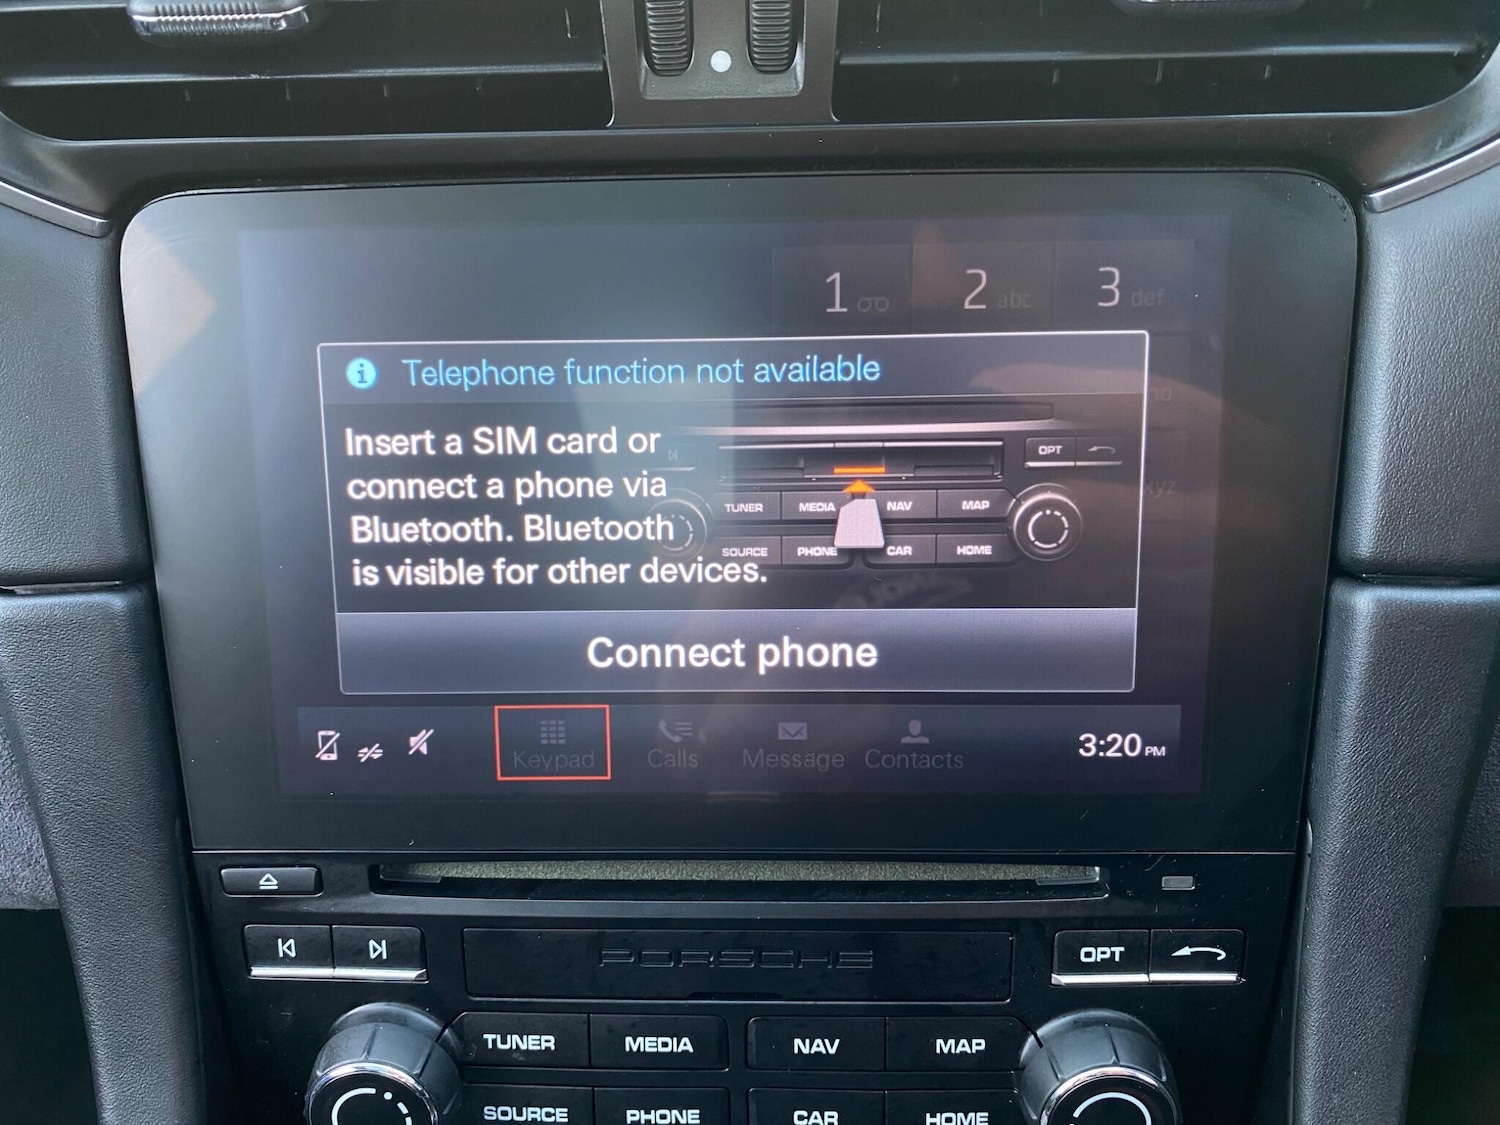 1 2 abc 3 def
Telephone function not available
Insert a SIM card or
connect a phone via
Bluetooth. Bluetooth
is visible for other devices.
OPT
TUNER MEDIA NAV MAP
SOURCE PHONE CAR HOME
no
xyz
Connect phone
Keypad Calls Message Contacts
3:20 PM
PORSCHE
OPT
TUNER MEDIA NAV MAP
SOURCE PHONE CAR HOME